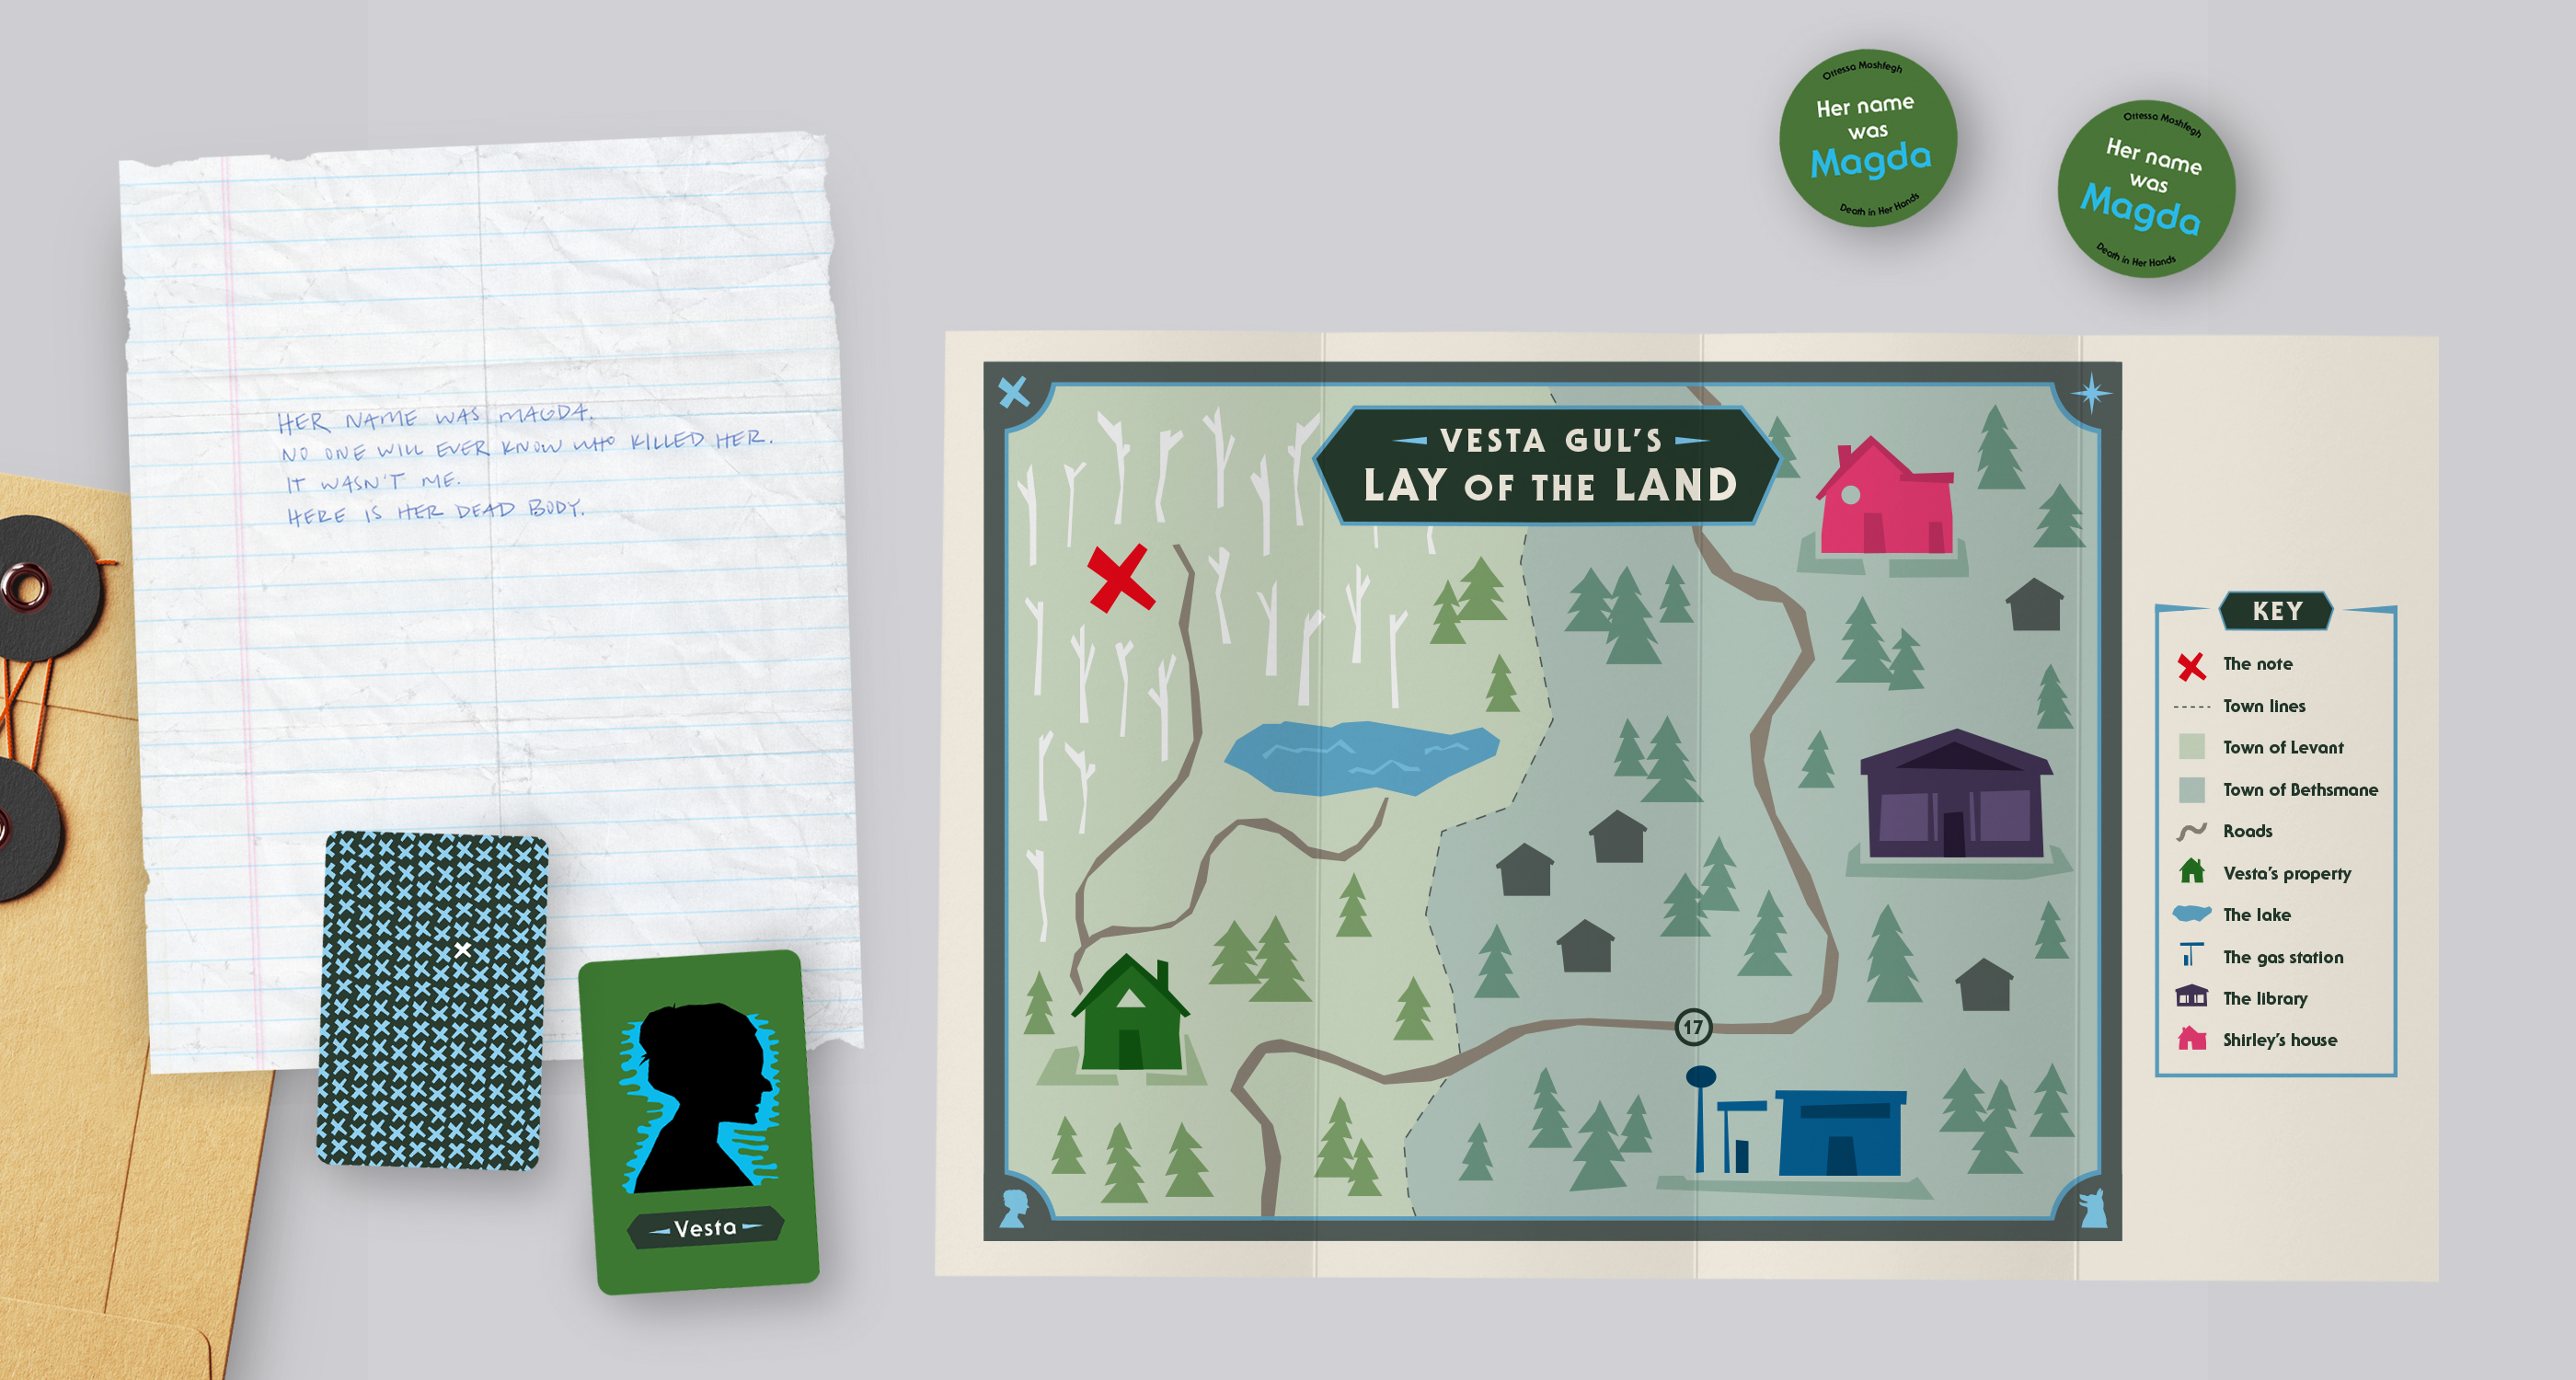 HER NAME WAS MAGDA.
NO ONE WILL EVER KNOW WHO KILLED HER.
IT WASN'T ME.
HERE IS HER DEAD BODY.
Vesta
Ottessa Moshfegh
Her name
was
Magda
Death in Her Hands
Ottessa Moshfegh
Her name
was
Magda
Death in Her Hands
VESTA GUL'S
LAY OF THE LAND
17
KEY
The note
Town lines
Town of Levant
Town of Bethsmane
Roads
Vesta's property
The lake
The gas station
The library
Shirley's house